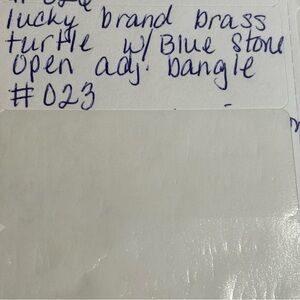 lucky brand brass
turtle w/ Blue Stone
open adj. bangle
#023